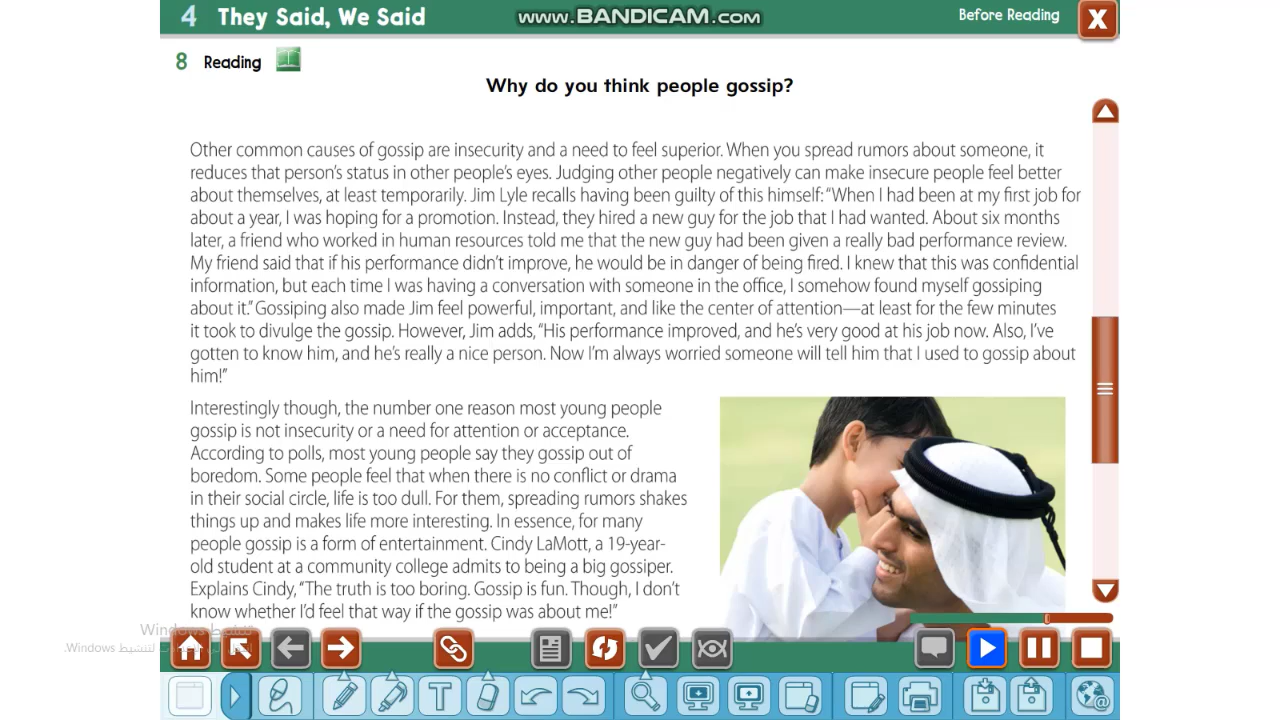 4 They Said, We Said
www.BANDICAM.com
Before Reading
X
8 Reading
Why do you think people gossip?
Other common causes of gossip are insecurity and a need to feel superior. When you spread rumors about someone, it
reduces that person's status in other people's eyes. Judging other people negatively can make insecure people feel better
about themselves, at least temporarily. Jim Lyle recalls having been guilty of this himself: “When I had been at my first job for
about a year, I was hoping for a promotion. Instead, they hired a new guy for the job that I had wanted. About six months
later, a friend who worked in human resources told me that the new guy had been given a really bad performance review.
My friend said that if his performance didn't improve, he would be in danger of being fired. I knew that this was confidential
information, but each time I was having a conversation with someone in the office, I somehow found myself gossiping
about it.” Gossiping also made Jim feel powerful, important, and like the center of attention—at least for the few minutes
it took to divulge the gossip. However, Jim adds, “His performance improved, and he's very good at his job now. Also, I've
gotten to know him, and he's really a nice person. Now I'm always worried someone will tell him that I used to gossip about
him!”
Interestingly though, the number one reason most young people
gossip is not insecurity or a need for attention or acceptance.
According to polls, most young people say they gossip out of
boredom. Some people feel that when there is no conflict or drama
in their social circle, life is too dull. For them, spreading rumors shakes
things up and makes life more interesting. In essence, for many
people gossip is a form of entertainment. Cindy LaMott, a 19-year-
old student at a community college admits to being a big gossiper.
Explains Cindy, “The truth is too boring. Gossip is fun. Though, I don't
know whether I'd feel that way if the gossip was about me!”
تنشيط Windows
لتنشيط Windows.
T